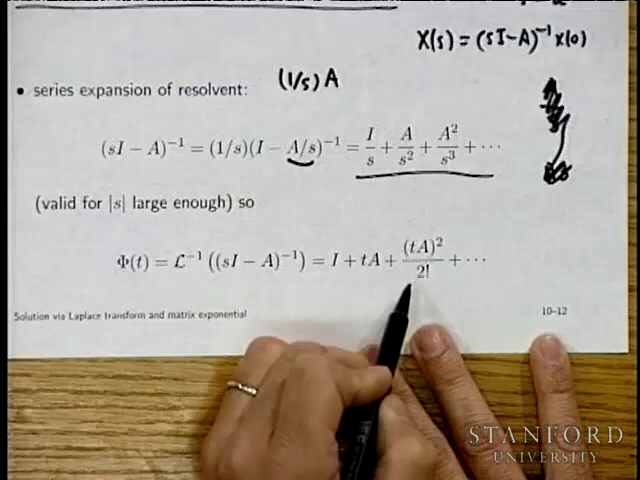 X(s) = (sI-A)⁻¹ x(0)
• series expansion of resolvent:
(1/s) A
(sI − A)⁻¹ = (1/s)(I − A/s)⁻¹ = I/s + A/s² + A²/s³ + ⋯
(valid for |s| large enough) so
Φ(t) = ℒ⁻¹ ((sI − A)⁻¹) = I + tA + (tA)²/2! + ⋯
Solution via Laplace transform and matrix exponential
10–12
STANFORD
UNIVERSITY